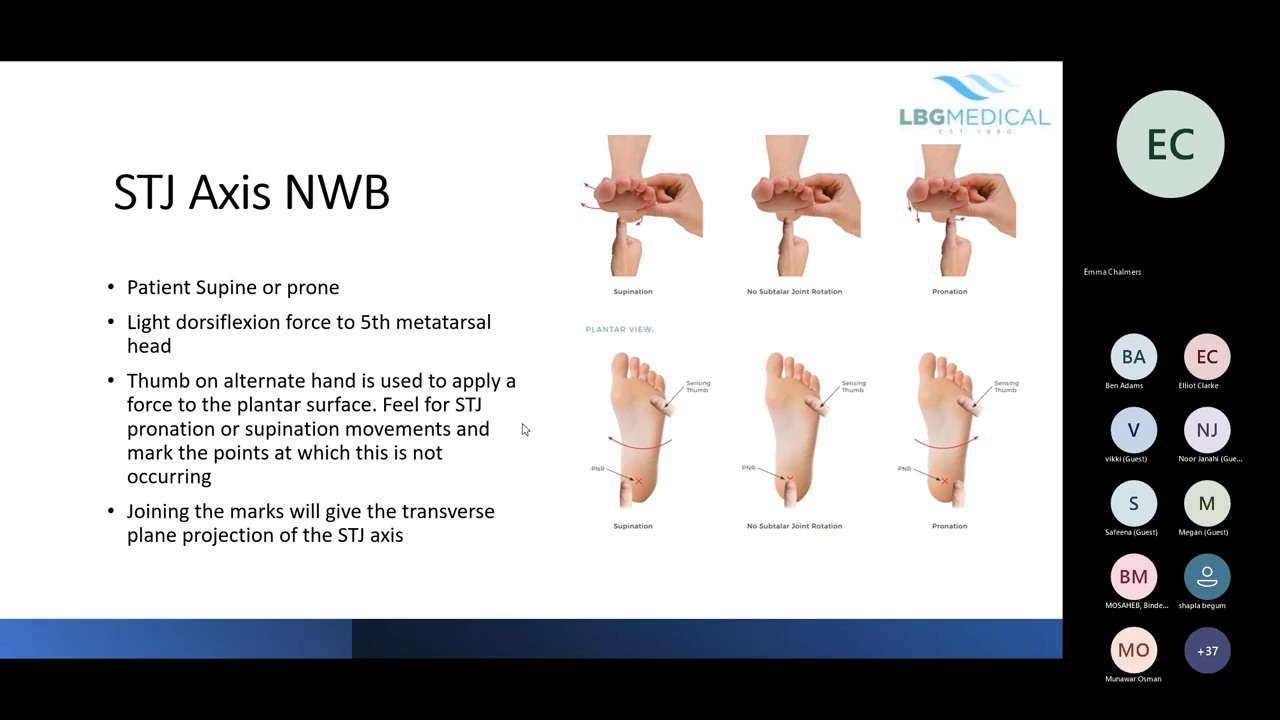 LBGMEDICAL
EST 1980
STJ Axis NWB
• Patient Supine or prone
• Light dorsiflexion force to 5th metatarsal
head
• Thumb on alternate hand is used to apply a
force to the plantar surface. Feel for STJ
pronation or supination movements and
mark the points at which this is not
occurring
• Joining the marks will give the transverse
plane projection of the STJ axis
Supination
No Subtalar Joint Rotation
Pronation
PLANTAR VIEW:
Sensing
Thumb
PNR
Supination
Sensing
Thumb
PNR
No Subtalar Joint Rotation
Sensing
Thumb
PNR
Pronation
EC
Emma Chalmers
BA
Ben Adams
EC
Elliot Clarke
V
vikki (Guest)
NJ
Noor Janahi (Gue...
S
Safeena (Guest)
M
Megan (Guest)
BM
MOSAHEB, Binde...
shapla begum
MO
Munawar Osman
+37